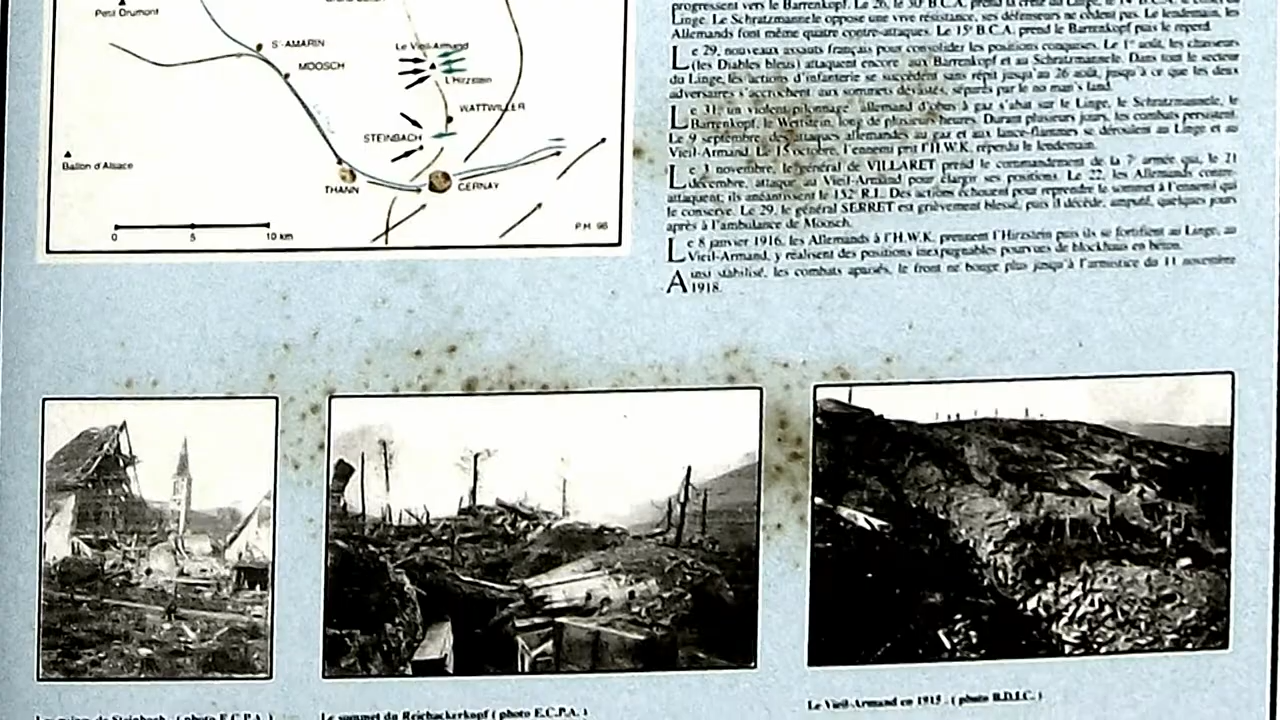 Petit Drumont
St-AMARIN
MOOSCH
Le Vieil-Armand
L'Hirzstein
WATTWILLER
STEINBACH
Ballon d'Alsace
THANN
CERNAY
0 5 10 km
P.H. 98
progressent vers le Barrenkopf. Le 26, le 30e B.C.A. prend la crête du Linge, le 14e B.C.A.
Linge. Le Schratzmannele oppose une vive résistance, ses défenseurs ne cèdent pas. Le lendemain, les
Allemands font même quatre contre-attaques. Le 15e B.C.A. prend le Barrenkopf puis le reperd.
Le 29, nouveaux assauts français pour consolider les positions conquises. Le 1er août, les chasseurs
(les Diables bleus) attaquent encore aux Barrenkopf et au Schratzmannele. Dans tout le secteur
du Linge, les actions d'infanterie se succèdent sans répit jusqu'au 26 août, jusqu'à ce que les deux
adversaires s'accrochent aux sommets dévastés, séparés par le no man's land.
Le 31, un violent pilonnage allemand d'obus à gaz s'abat sur le Linge, le Schratzmannele, le
Barrenkopf, le Wettstein, long de plusieurs heures. Durant plusieurs jours, les combats persistent.
Le 9 septembre, des attaques allemandes au gaz et aux lance-flammes se déroulent au Linge et au
Vieil-Armand. Le 15 octobre, l'ennemi prit l'H.W.K. reperdu le lendemain.
Le 3 novembre, le général de VILLARET prend le commandement de la 7e armée qui, le 21
décembre, attaque au Vieil-Armand pour élargir ses positions. Le 22, les Allemands contre-
attaquent; ils anéantissent le 152e R.I. Des actions échouent pour reprendre le sommet à l'ennemi qui
le conserve. Le 29, le général SERRET est grièvement blessé, puis il décède, amputé, quelques jours
après à l'ambulance de Moosch.
Le 8 janvier 1916, les Allemands à l'H.W.K. prennent l'Hirzstein puis ils se fortifient au Linge, au
Vieil-Armand, y réalisent des positions inexpugnables pourvues de blockhaus en béton.
Ainsi stabilisé, les combats apaisés, le front ne bouge plus jusqu'à l'armistice du 11 novembre
1918.
de Steinbach . ( photo E.C.P.A. )
Le sommet du Reichackerkopf ( photo E.C.P.A. )
Le Vieil-Armand en 1915 . ( photo B.D.I.C. )